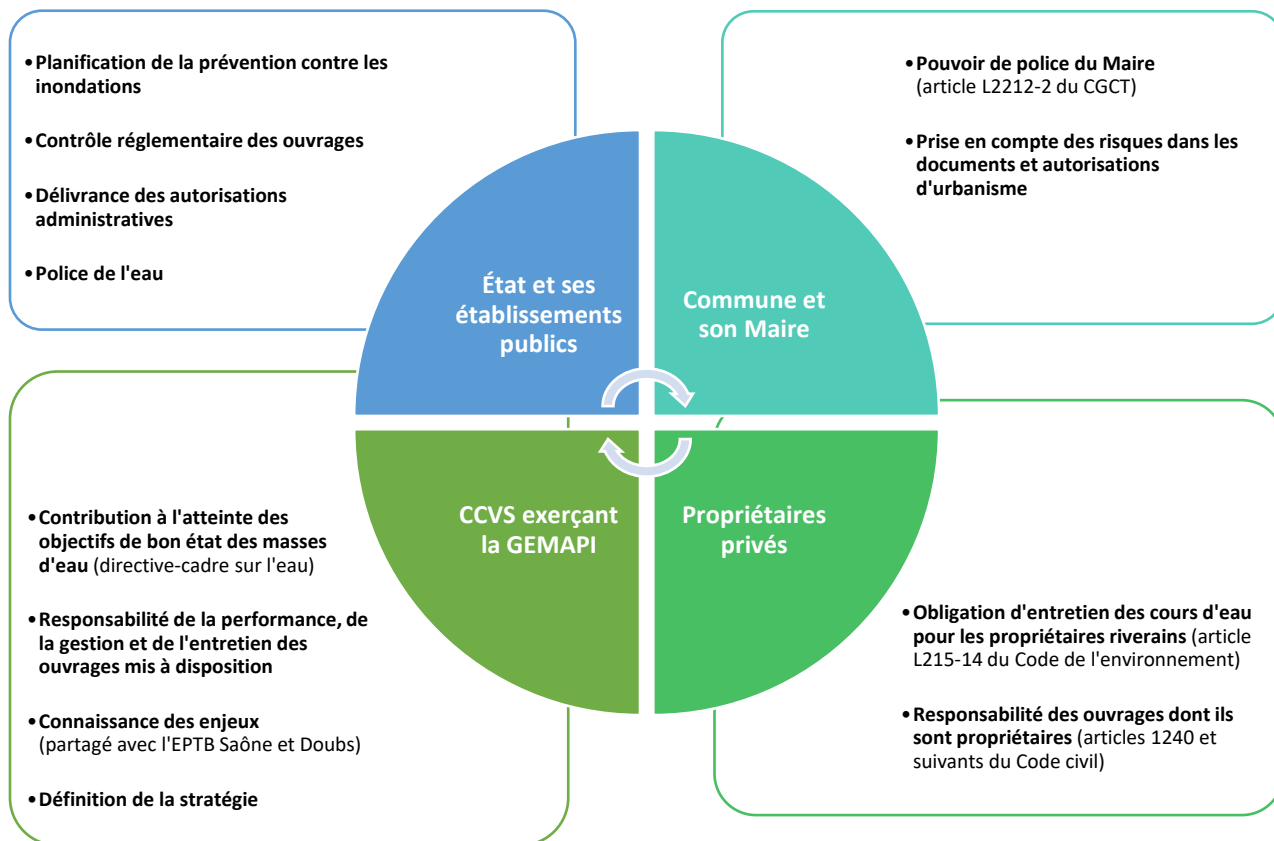 •Planification de la prévention contre les
inondations
•Contrôle réglementaire des ouvrages
•Délivrance des autorisations
administratives
•Police de l'eau
•Pouvoir de police du Maire
(article L2212-2 du CGCT)
•Prise en compte des risques dans les
documents et autorisations
d'urbanisme
État et ses
établissements
publics
Commune et
son Maire
CCVS exerçant
la GEMAPI
Propriétaires
privés
•Contribution à l'atteinte des
objectifs de bon état des masses
d'eau (directive-cadre sur l'eau)
•Responsabilité de la performance, de
la gestion et de l'entretien des
ouvrages mis à disposition
•Connaissance des enjeux
(partagé avec l'EPTB Saône et Doubs)
•Définition de la stratégie
•Obligation d'entretien des cours d'eau
pour les propriétaires riverains (article
L215-14 du Code de l'environnement)
•Responsabilité des ouvrages dont ils
sont propriétaires (articles 1240 et
suivants du Code civil)